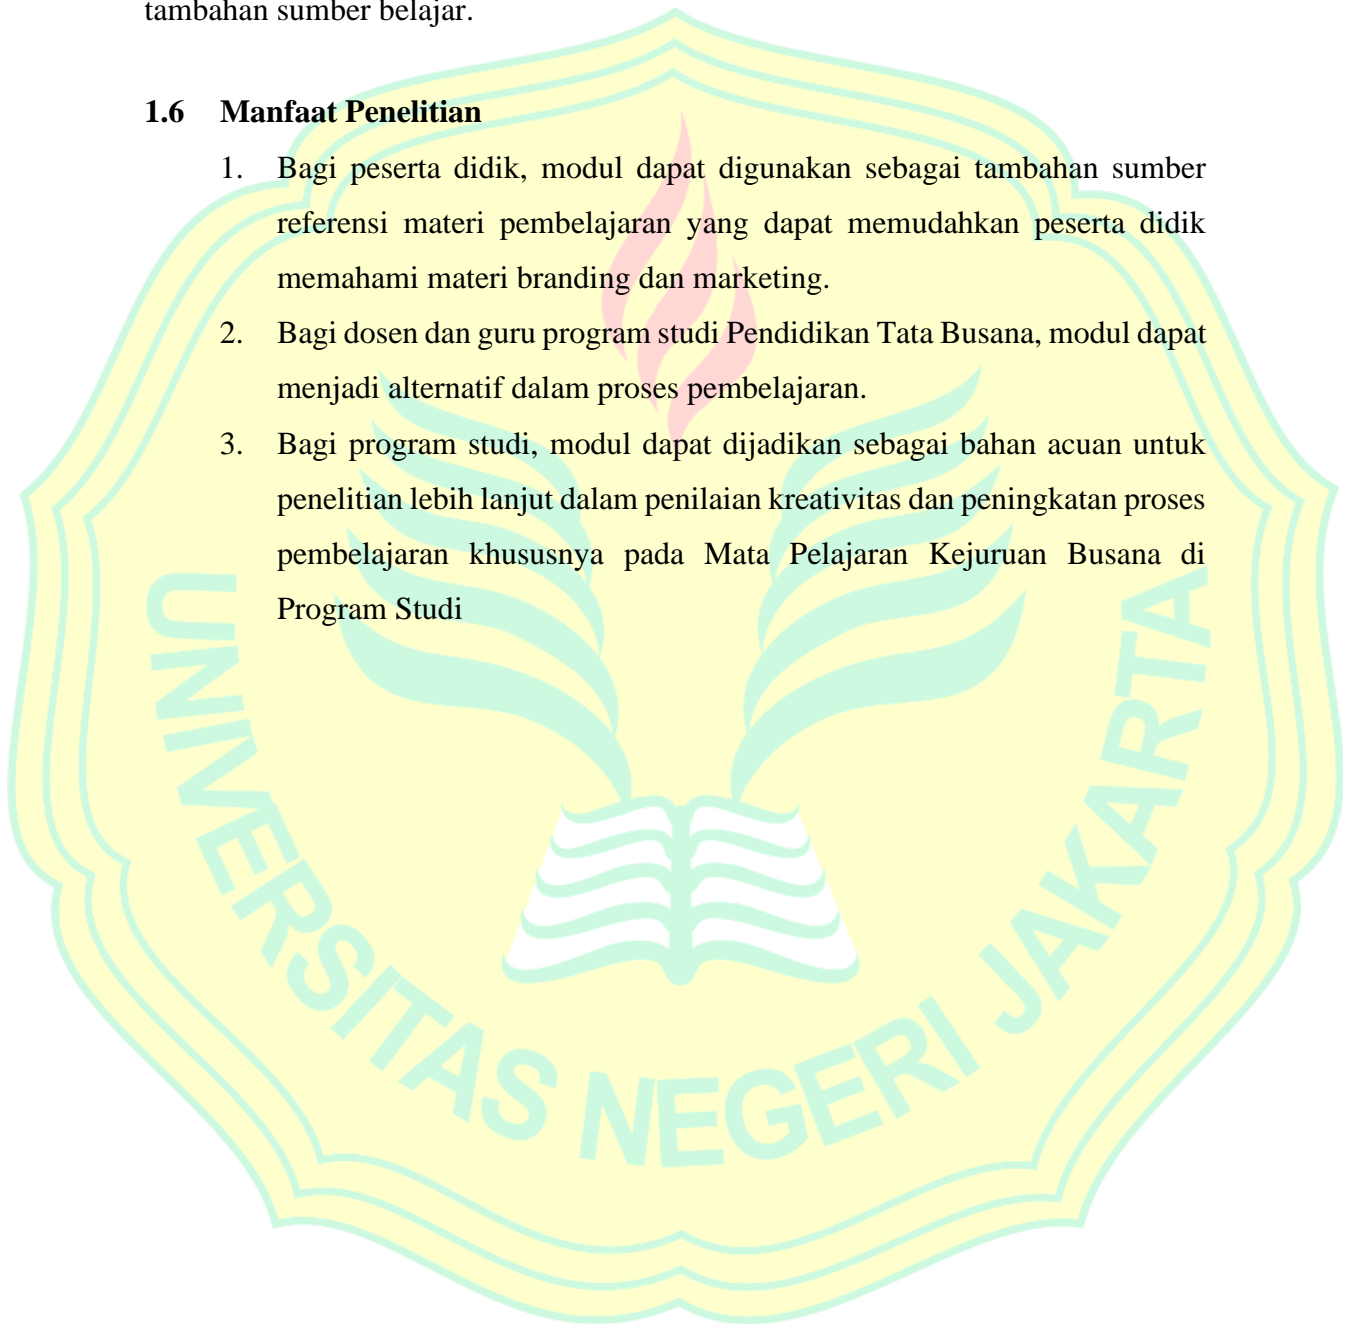 tambahan sumber belajar.
1.6 Manfaat Penelitian
1. Bagi peserta didik, modul dapat digunakan sebagai tambahan sumber
referensi materi pembelajaran yang dapat memudahkan peserta didik
memahami materi branding dan marketing.
2. Bagi dosen dan guru program studi Pendidikan Tata Busana, modul dapat
menjadi alternatif dalam proses pembelajaran.
3. Bagi program studi, modul dapat dijadikan sebagai bahan acuan untuk
penelitian lebih lanjut dalam penilaian kreativitas dan peningkatan proses
pembelajaran khususnya pada Mata Pelajaran Kejuruan Busana di
Program Studi
UNIVERSITAS NEGERI JAKARTA